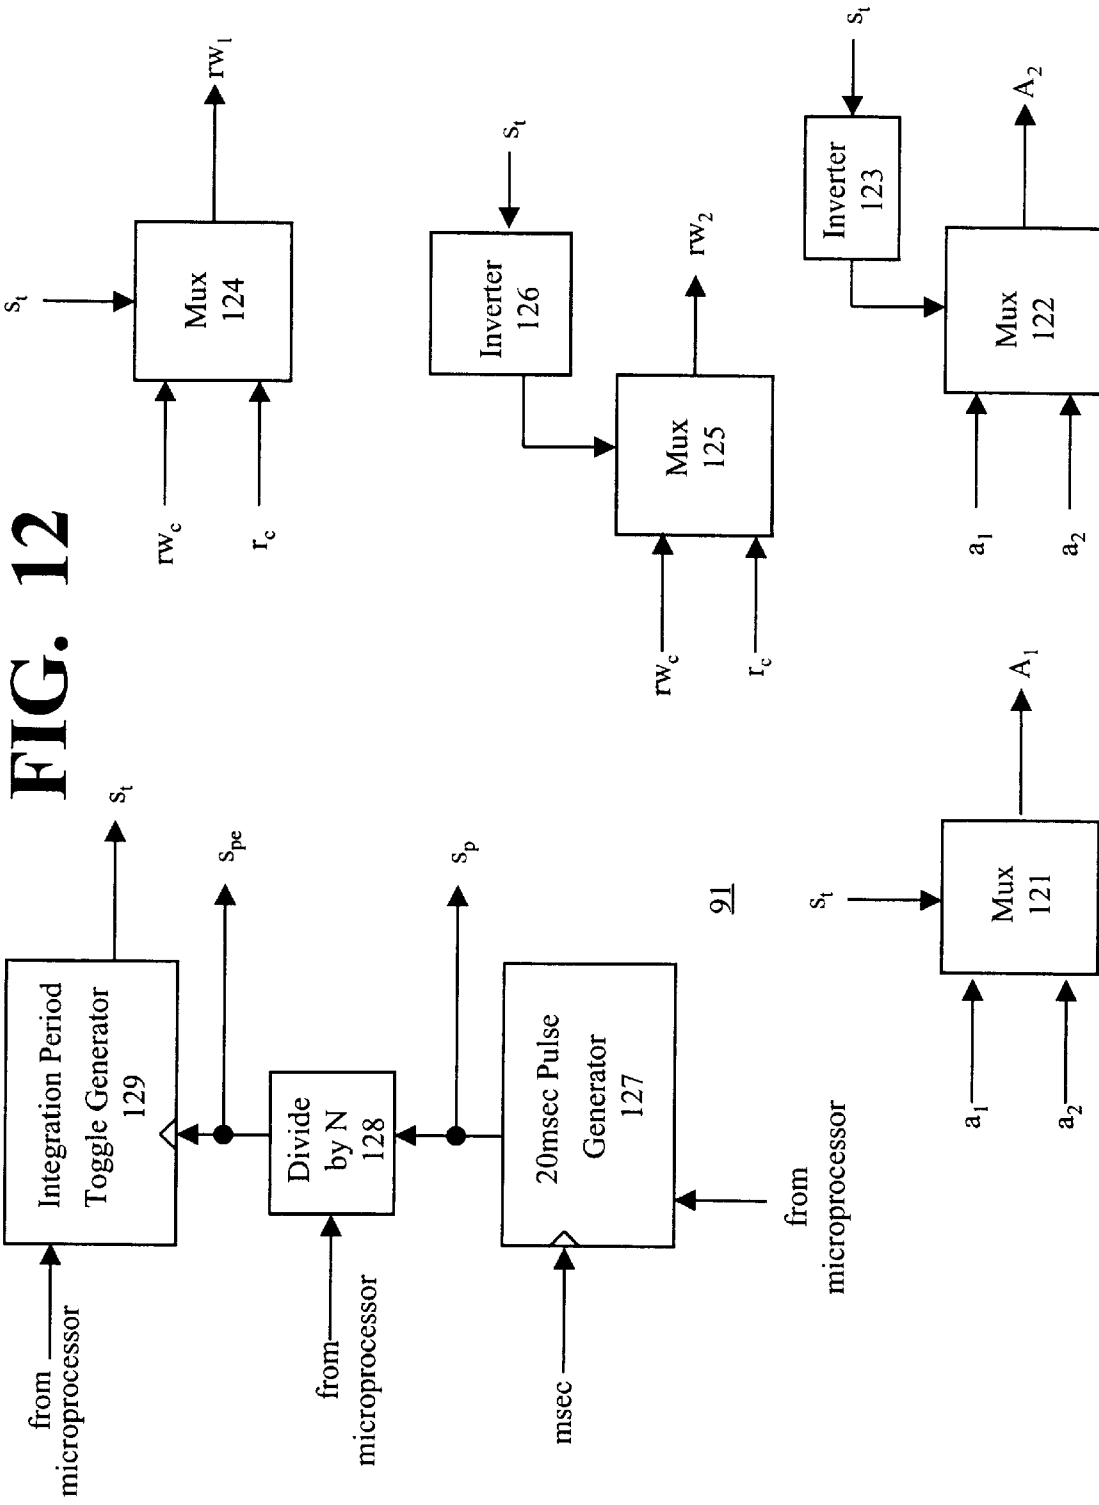 FIG. 12
from
microprocessor
Integration Period
Toggle Generator
129
s_t
s_pe
from
microprocessor
Divide
by N
128
s_p
msec
20msec Pulse
Generator
127
from
microprocessor
91
s_t
rw_c
r_c
Mux
124
rw_1
s_t
Inverter
126
rw_c
r_c
Mux
125
rw_2
s_t
a_1
a_2
Mux
121
A_1
s_t
Inverter
123
a_1
a_2
Mux
122
A_2